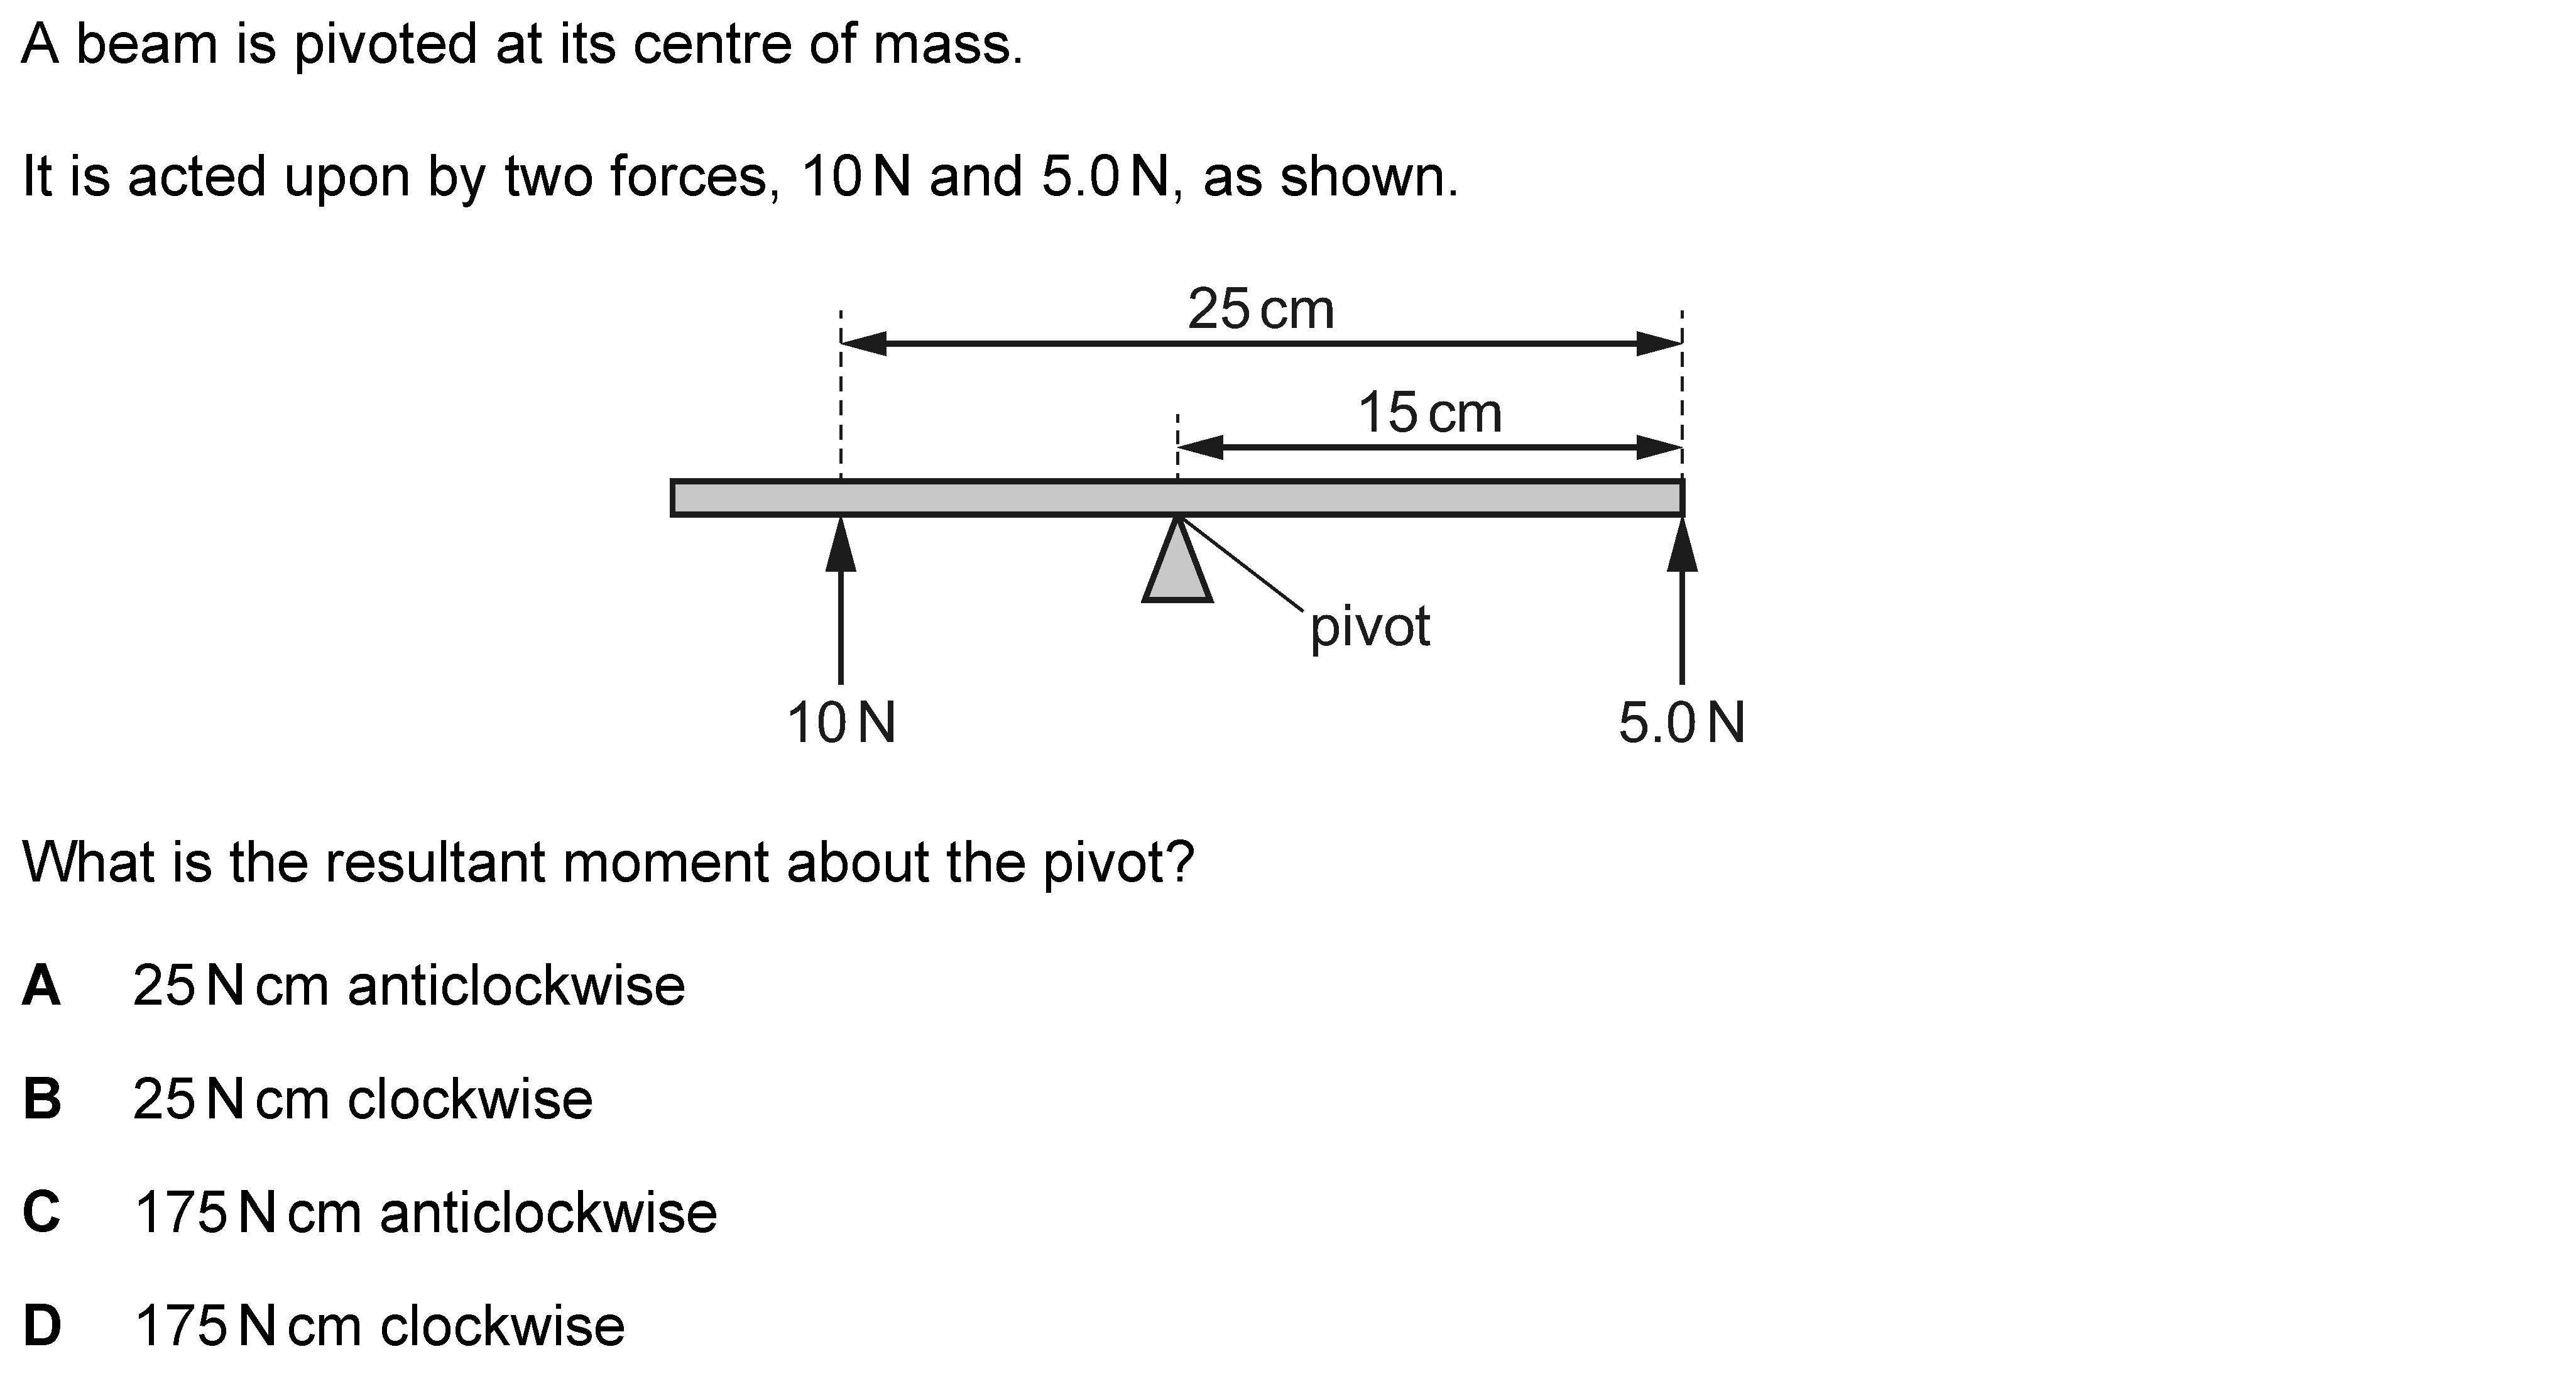 A beam is pivoted at its centre of mass.
It is acted upon by two forces, 10 N and 5.0 N, as shown.
25 cm
15 cm
pivot
10 N
5.0 N
What is the resultant moment about the pivot?
A 25 N cm anticlockwise
B 25 N cm clockwise
C 175 N cm anticlockwise
D 175 N cm clockwise